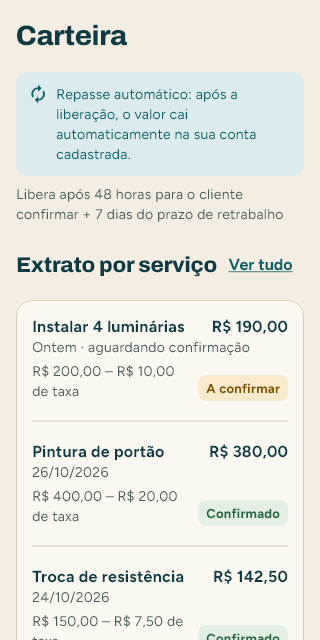 Carteira
Repasse automático: após a
liberação, o valor cai
automaticamente na sua conta
cadastrada.
Libera após 48 horas para o cliente
confirmar + 7 dias do prazo de retrabalho
Extrato por serviço Ver tudo
Instalar 4 luminárias R$ 190,00
Ontem · aguardando confirmação
R$ 200,00 – R$ 10,00
de taxa
A confirmar
Pintura de portão R$ 380,00
26/10/2026
R$ 400,00 – R$ 20,00
de taxa
Confirmado
Troca de resistência R$ 142,50
24/10/2026
R$ 150,00 – R$ 7,50 de
taxa
Confirmado